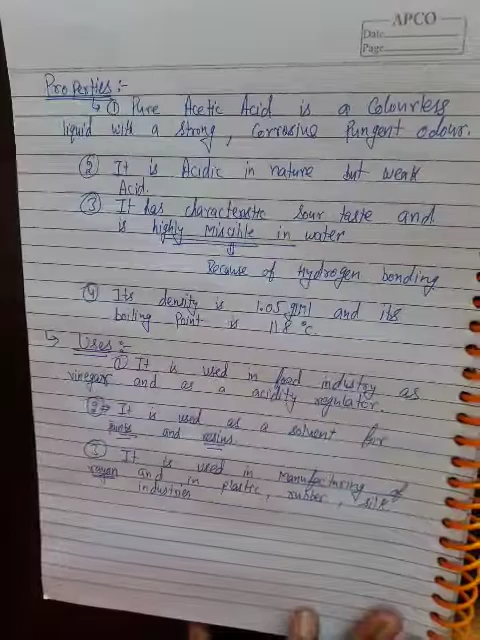 APCO
Date
Page
Properties :-
↳ ① Pure Acetic Acid is a Colourless
liquid with a strong, Corrosive Pungent Odour.
② It is Acidic in nature but weak
Acid.
③ It has characterstic Sour taste and
is highly Miscible in water
⇓
Because of Hydrogen bonding
④ Its density is 1.05 g/ml and its
boiling Point is 118 °C
↳ Uses :-
① It is used in food industry as
vinegar and as a acidity regulator.
② It is used as a solvent for
and resins.
③ It is used in manufacturing of
rayon and in plastic, rubber, silk
industries